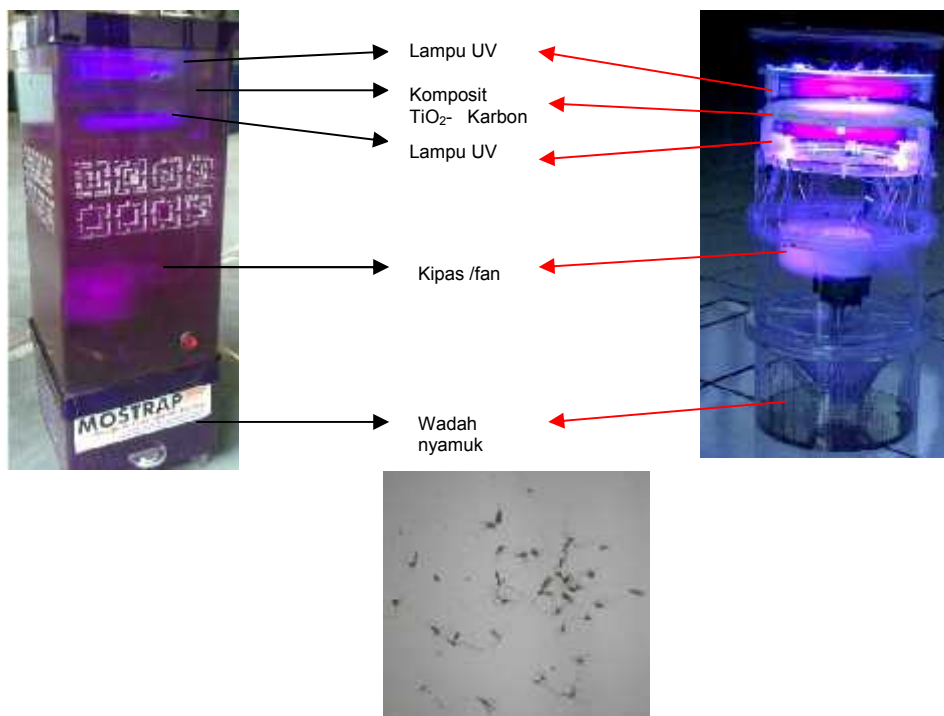 Lampu UV
Komposit
TiO₂- Karbon
Lampu UV
Kipas /fan
MOSTRAP
Wadah
nyamuk